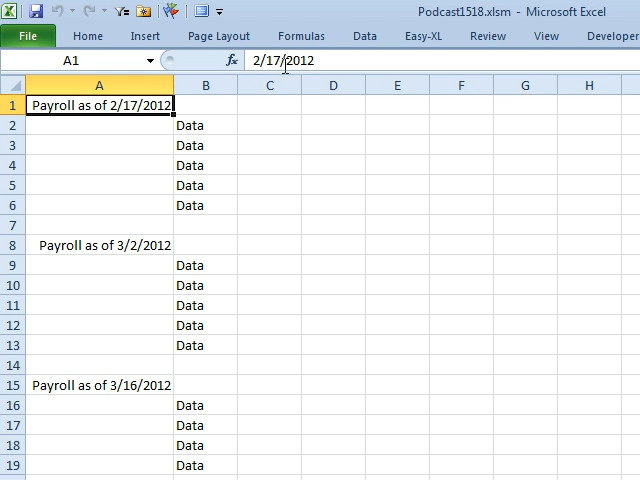 Podcast1518.xlsm - Microsoft Excel
File Home Insert Page Layout Formulas Data Easy-XL Review View Developer
A1 fx 2/17/2012
A B C D E F G H
1 Payroll as of 2/17/2012
2 Data
3 Data
4 Data
5 Data
6 Data
7
8 Payroll as of 3/2/2012
9 Data
10 Data
11 Data
12 Data
13 Data
14
15 Payroll as of 3/16/2012
16 Data
17 Data
18 Data
19 Data